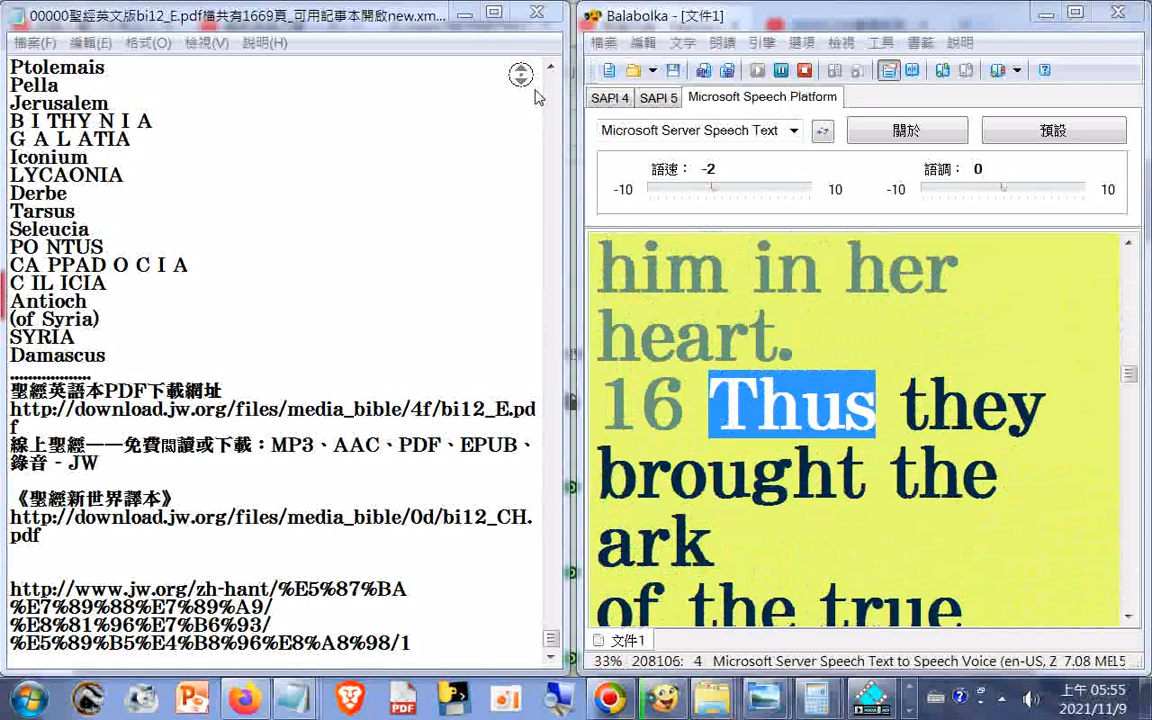 00000聖經英文版bi12_E.pdf檔共有1669頁_可用記事本開啟new.xm...
檔案(F) 編輯(E) 格式(O) 檢視(V) 說明(H)
Ptolemais
Pella
Jerusalem
B I THY N I A
G A L ATIA
Iconium
LYCAONIA
Derbe
Tarsus
Seleucia
PO NTUS
CA PPAD O C I A
C IL ICIA
Antioch
(of Syria)
SYRIA
Damascus
..................
聖經英語本PDF下載網址
http://download.jw.org/files/media_bible/4f/bi12_E.pd
f
線上聖經——免費閱讀或下載：MP3、AAC、PDF、EPUB、
錄音 - JW
《聖經新世界譯本》
http://download.jw.org/files/media_bible/0d/bi12_CH.
pdf
http://www.jw.org/zh-hant/%E5%87%BA
%E7%89%88%E7%89%A9/
%E8%81%96%E7%B6%93/
%E5%89%B5%E4%B8%96%E8%A8%98/1
Balabolka - [文件1]
檔案 編輯 文字 朗讀 引擎 選項 檢視 工具 書籤 說明
SAPI 4 SAPI 5 Microsoft Speech Platform
Microsoft Server Speech Text 關於 預設
語速： -2 語調： 0
-10 10 -10 10
him in her
heart.
16 Thus they
brought the
ark
of the true
文件1
33% 208106: 4 Microsoft Server Speech Text to Speech Voice (en-US, Z 7.08 ME15
PDF
上午 05:55
2021/11/9